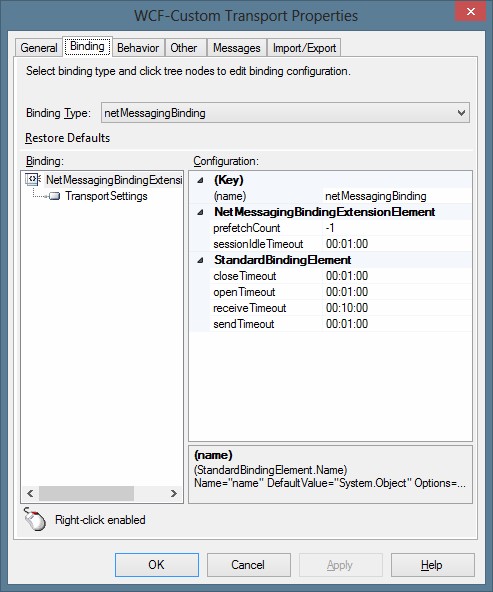 WCF-Custom Transport Properties
General Binding Behavior Other Messages Import/Export
Select binding type and click tree nodes to edit binding configuration.
Binding Type: netMessagingBinding
Restore Defaults
Binding: Configuration:
NetMessagingBindingExtensi
TransportSettings
(Key)
(name) netMessagingBinding
NetMessagingBindingExtensionElement
prefetchCount -1
sessionIdleTimeout 00:01:00
StandardBindingElement
closeTimeout 00:01:00
openTimeout 00:01:00
receiveTimeout 00:10:00
sendTimeout 00:01:00
(name)
(StandardBindingElement.Name)
Name="name" DefaultValue="System.Object" Options=...
Right-click enabled
OK Cancel Apply Help